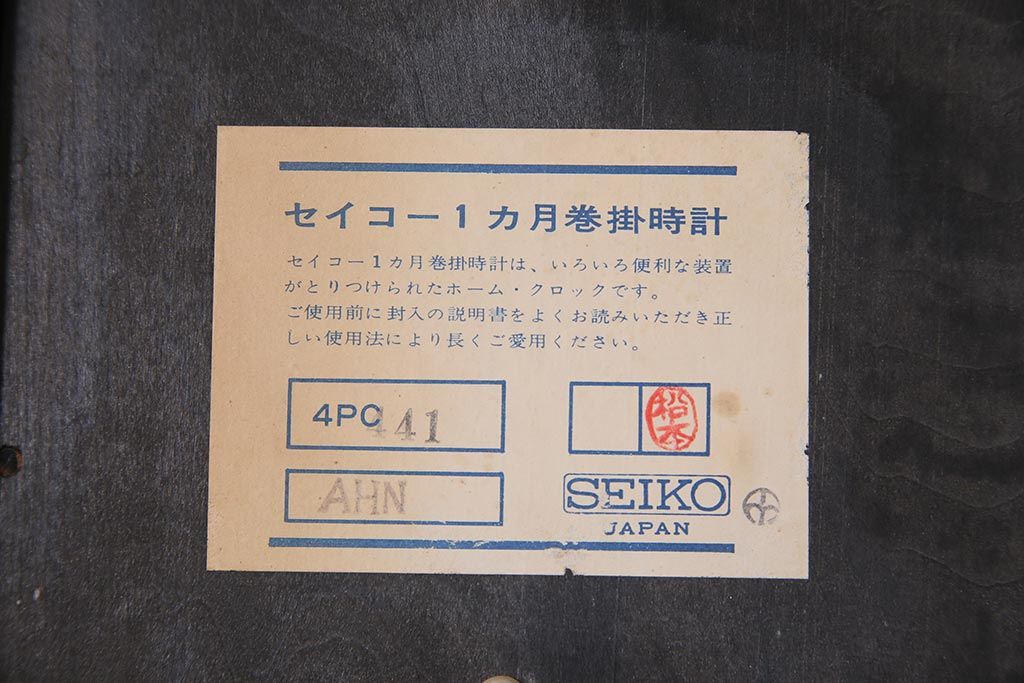 セイコー1カ月巻掛時計
セイコー1カ月巻掛時計は、いろいろ便利な装置
がとりつけられたホーム・クロックです。
ご使用前に封入の説明書をよくお読みいただき正
しい使用法により長くご愛用ください。
4PC441
松本
AHN
SEIKO
JAPAN